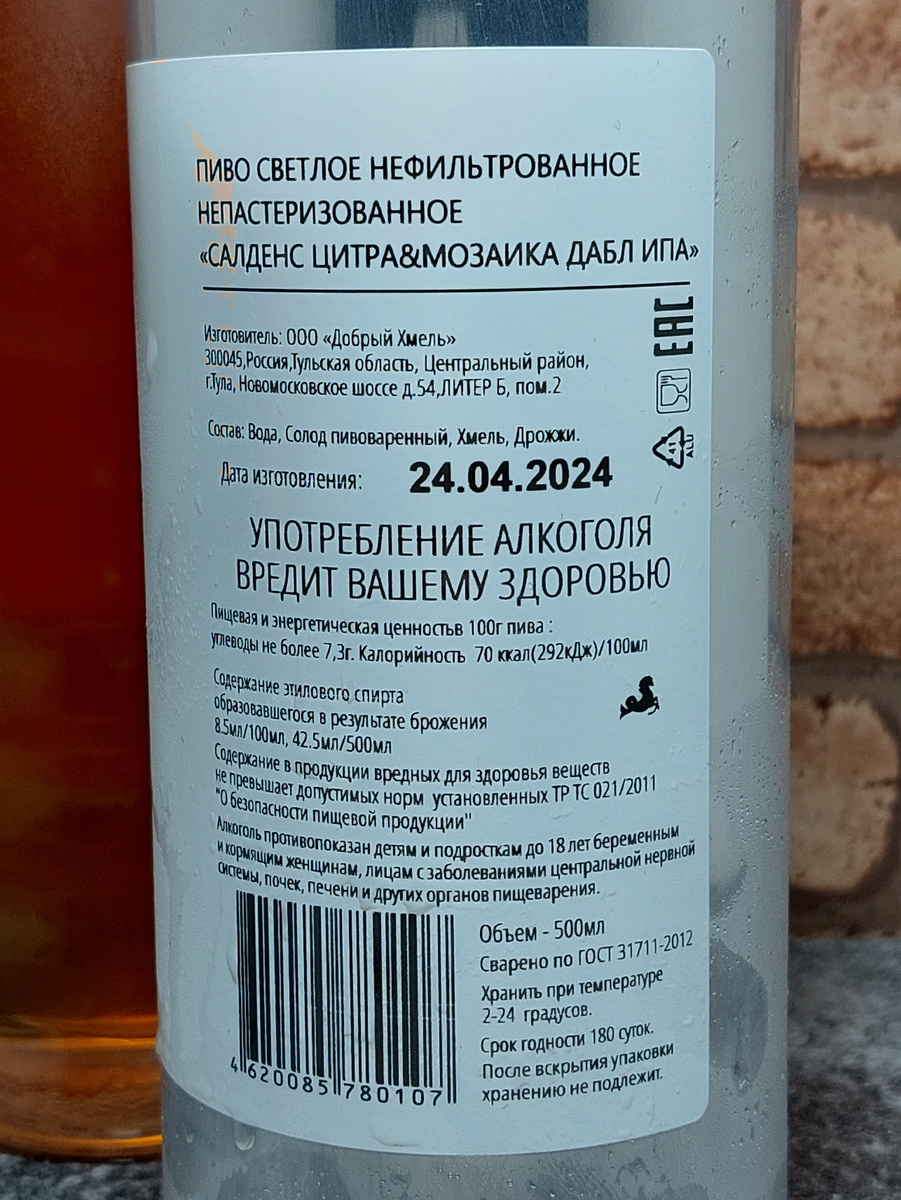 ПИВО СВЕТЛОЕ НЕФИЛЬТРОВАННОЕ
НЕПАСТЕРИЗОВАННОЕ
«САЛДЕНС ЦИТРА&МОЗАИКА ДАБЛ ИПА»
EAC
Изготовитель: ООО «Добрый Хмель»
300045,Россия,Тульская область, Центральный район,
г.Тула, Новомосковское шоссе д.54,ЛИТЕР Б, пом.2
Состав: Вода, Солод пивоваренный, Хмель, Дрожжи.
41
ALU
Дата изготовления: 24.04.2024
УПОТРЕБЛЕНИЕ АЛКОГОЛЯ
ВРЕДИТ ВАШЕМУ ЗДОРОВЬЮ
Пищевая и энергетическая ценностьв 100г пива :
углеводы не более 7,3г. Калорийность 70 ккал(292кДж)/100мл
Содержание этилового спирта
образовавшегося в результате брожения
8.5мл/100мл, 42.5мл/500мл
Содержание в продукции вредных для здоровья веществ
не превышает допустимых норм установленных ТР ТС 021/2011
"О безопасности пищевой продукции"
Алкоголь противопоказан детям и подросткам до 18 лет беременным
и кормящим женщинам, лицам с заболеваниями центральной нервной
системы, почек, печени и других органов пищеварения.
Объем - 500мл
Сварено по ГОСТ 31711-2012
Хранить при температуре
2-24 градусов.
Срок годности 180 суток.
После вскрытия упаковки
хранению не подлежит.
4 620085 780107